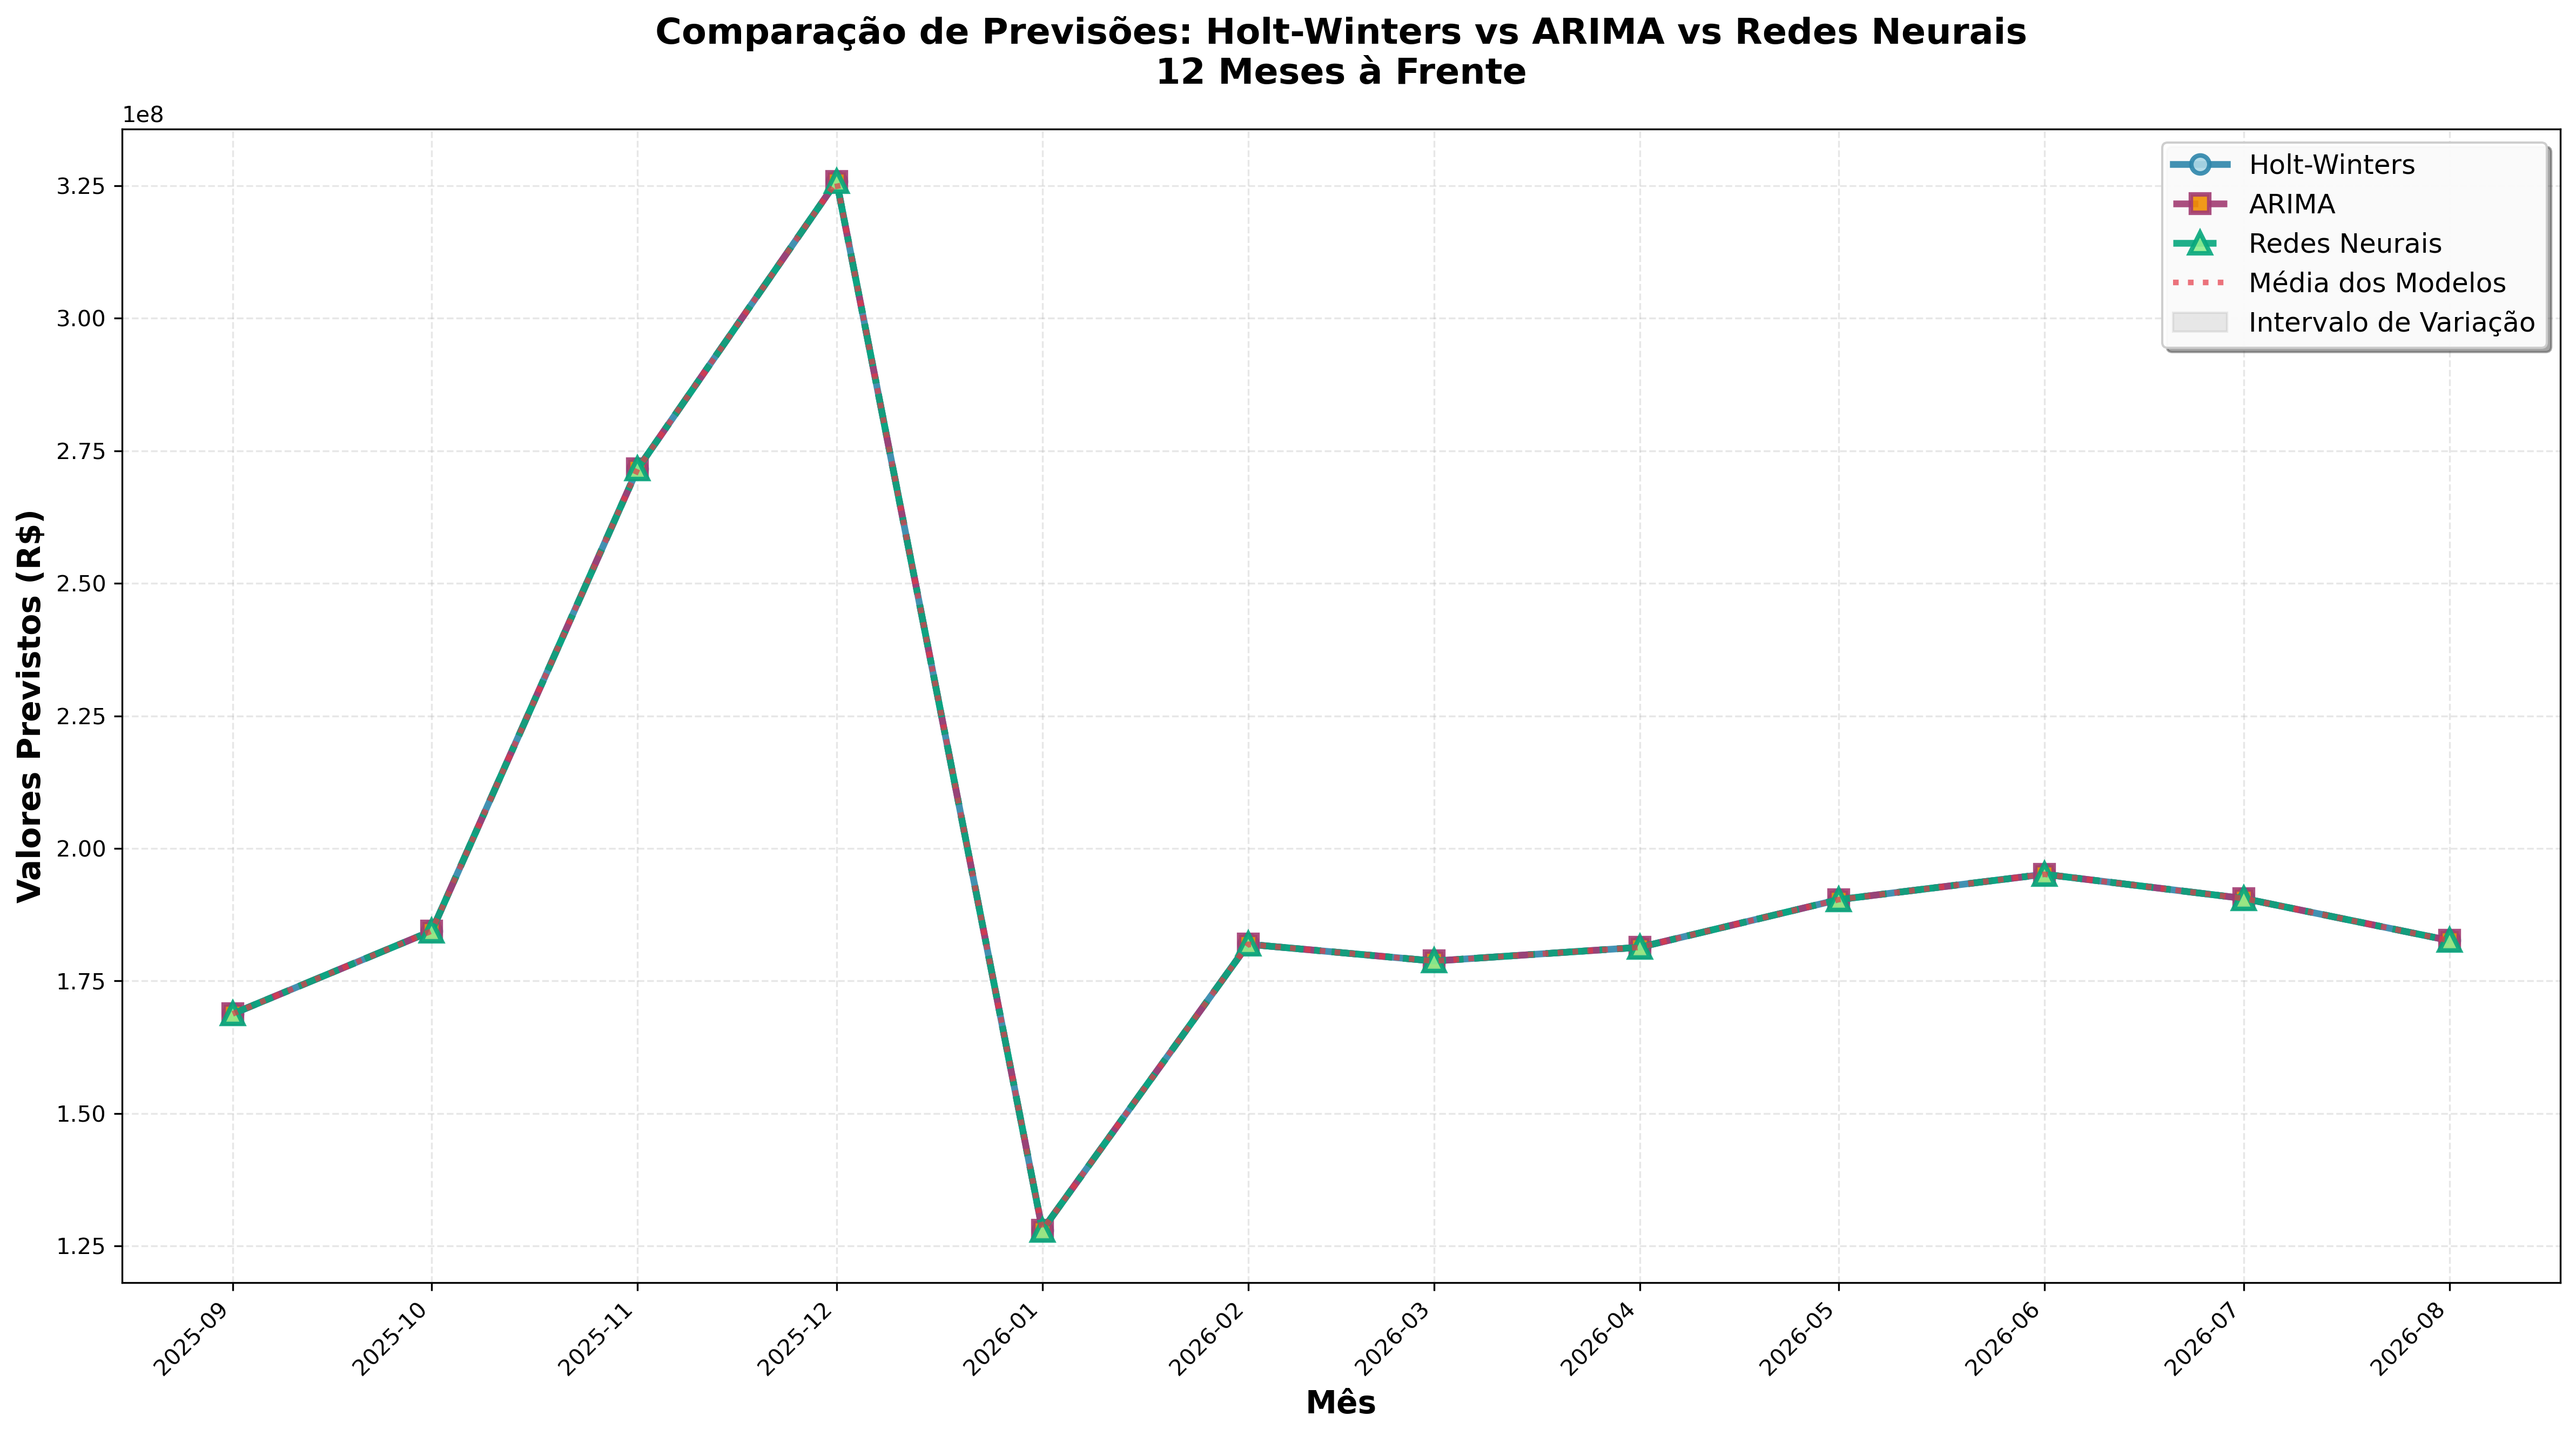 Comparação de Previsões: Holt-Winters vs ARIMA vs Redes Neurais
12 Meses à Frente
1e8
Holt-Winters
ARIMA
Redes Neurais
Média dos Modelos
Intervalo de Variação
3.25
3.00
2.75
2.50
2.25
2.00
1.75
1.50
1.25
Valores Previstos (R$)
2025-09
2025-10
2025-11
2025-12
2026-01
2026-02
2026-03
2026-04
2026-05
2026-06
2026-07
2026-08
Mês